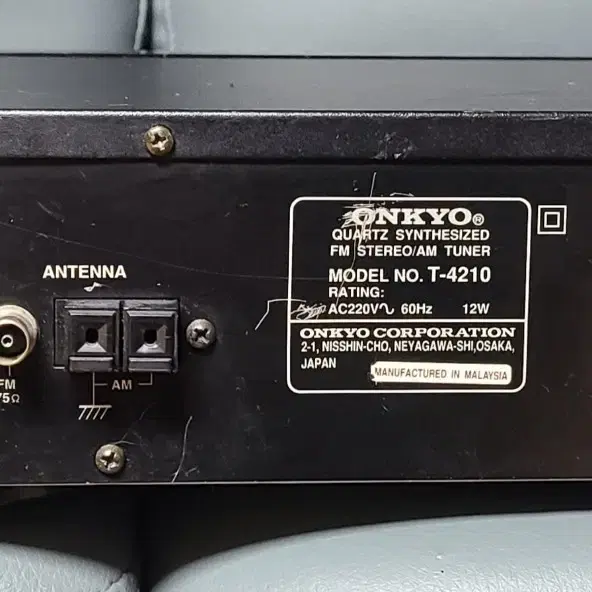 ANTENNA
FM
75Ω
AM
ONKYO®
QUARTZ SYNTHESIZED
FM STEREO/AM TUNER
MODEL NO. T-4210
RATING:
AC220V∿ 60Hz 12W
ONKYO CORPORATION
2-1, NISSHIN-CHO, NEYAGAWA-SHI,OSAKA,
JAPAN
MANUFACTURED IN MALAYSIA